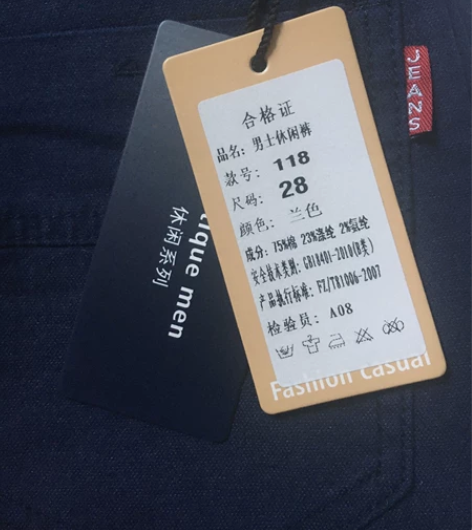 合格证
品名：男士休闲裤
款号：118
尺码：28
颜色：兰色
成分：75%棉 23%涤纶 2%氨纶
安全技术类别：GB18401-2010(B类)
产品执行标准：FZ/T81006-2007
检验员：A08
Fashion casual
JEANS
ique men
休闲系列